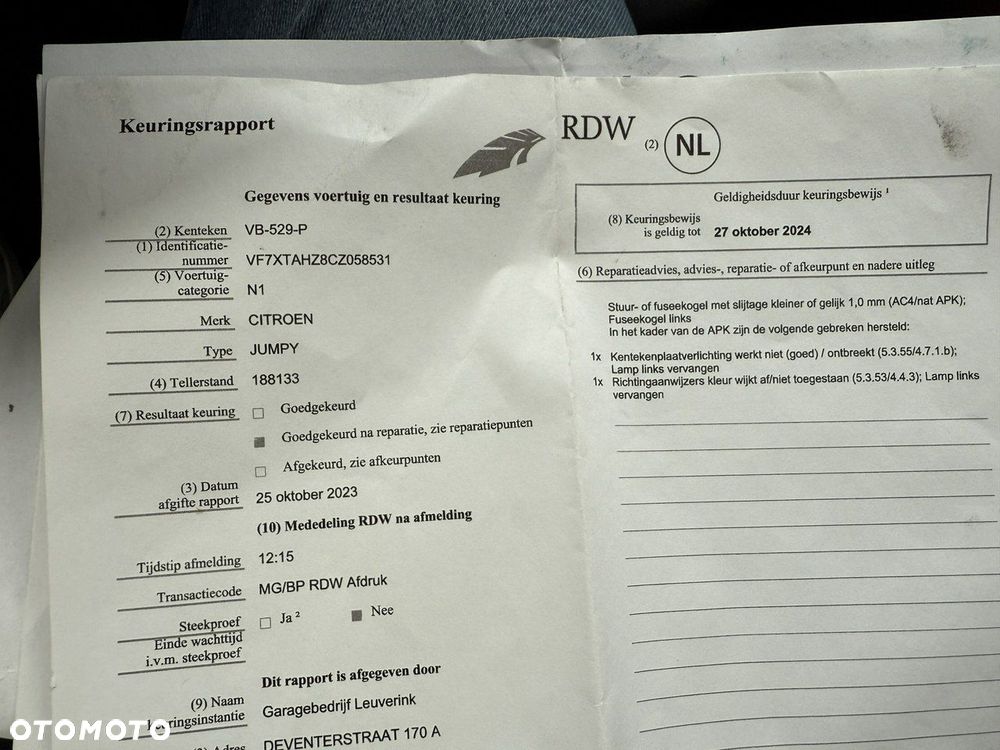 Keuringsrapport
RDW
(2) NL
Gegevens voertuig en resultaat keuring
(2) Kenteken VB-529-P
(1) Identificatie-
nummer VF7XTAHZ8CZ058531
(5) Voertuig-
categorie N1
Merk CITROEN
Type JUMPY
(4) Tellerstand 188133
(7) Resultaat keuring Goedgekeurd
Goedgekeurd na reparatie, zie reparatiepunten
Afgekeurd, zie afkeurpunten
(3) Datum
afgifte rapport 25 oktober 2023
(10) Mededeling RDW na afmelding
Tijdstip afmelding 12:15
Transactiecode MG/BP RDW Afdruk
Steekproef Ja ² Nee
Einde wachttijd
i.v.m. steekproef
Dit rapport is afgegeven door
(9) Naam
keuringsinstantie Garagebedrijf Leuverink
Adres DEVENTERSTRAAT 170 A
Geldigheidsduur keuringsbewijs ¹
(8) Keuringsbewijs
is geldig tot 27 oktober 2024
(6) Reparatieadvies, advies-, reparatie- of afkeurpunt en nadere uitleg
Stuur- of fuseekogel met slijtage kleiner of gelijk 1,0 mm (AC4/nat APK);
Fuseekogel links
In het kader van de APK zijn de volgende gebreken hersteld:
1x Kentekenplaatverlichting werkt niet (goed) / ontbreekt (5.3.55/4.7.1.b);
Lamp links vervangen
1x Richtingaanwijzers kleur wijkt af/niet toegestaan (5.3.53/4.4.3); Lamp links
vervangen
OTOMOTO